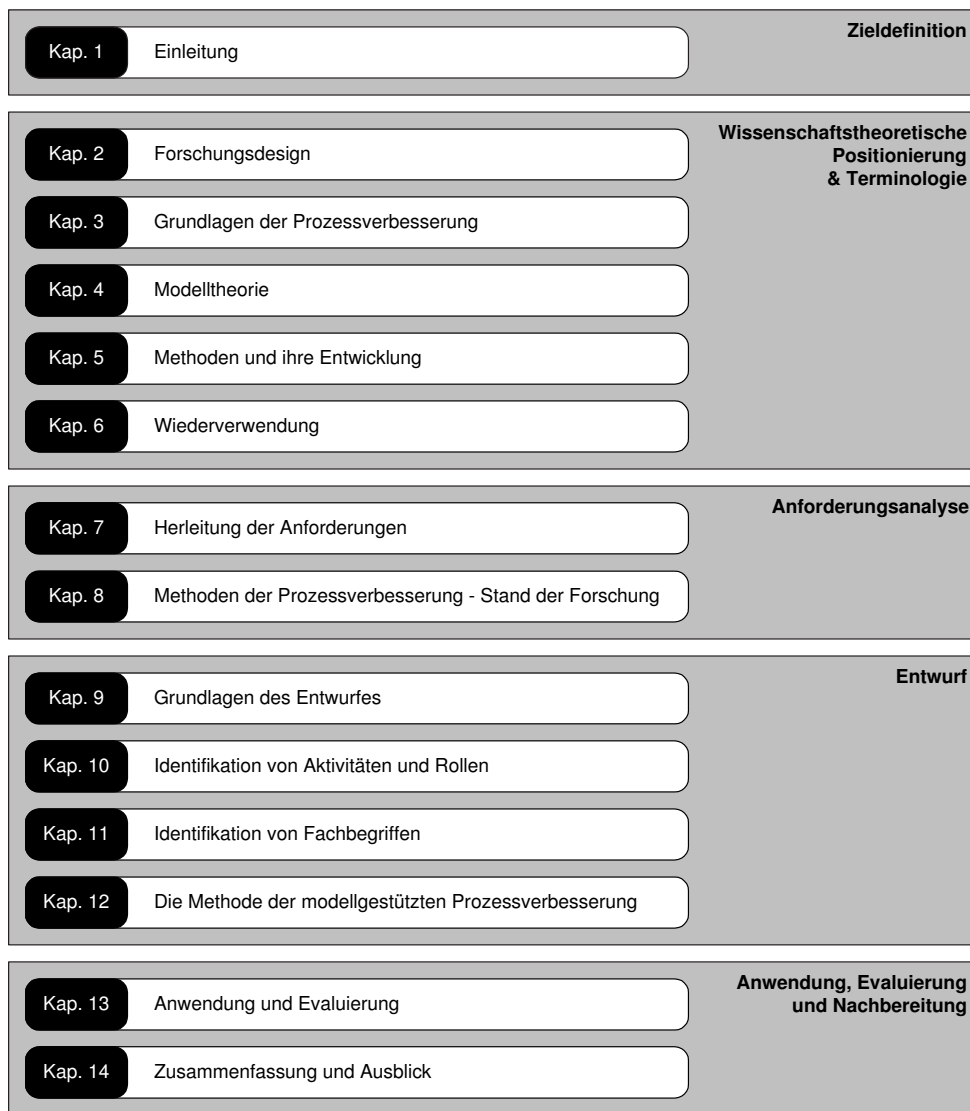 Zieldefinition
Kap. 1 Einleitung
Wissenschaftstheoretische
Positionierung
& Terminologie
Kap. 2 Forschungsdesign
Kap. 3 Grundlagen der Prozessverbesserung
Kap. 4 Modelltheorie
Kap. 5 Methoden und ihre Entwicklung
Kap. 6 Wiederverwendung
Anforderungsanalyse
Kap. 7 Herleitung der Anforderungen
Kap. 8 Methoden der Prozessverbesserung - Stand der Forschung
Entwurf
Kap. 9 Grundlagen des Entwurfes
Kap. 10 Identifikation von Aktivitäten und Rollen
Kap. 11 Identifikation von Fachbegriffen
Kap. 12 Die Methode der modellgestützten Prozessverbesserung
Anwendung, Evaluierung
und Nachbereitung
Kap. 13 Anwendung und Evaluierung
Kap. 14 Zusammenfassung und Ausblick